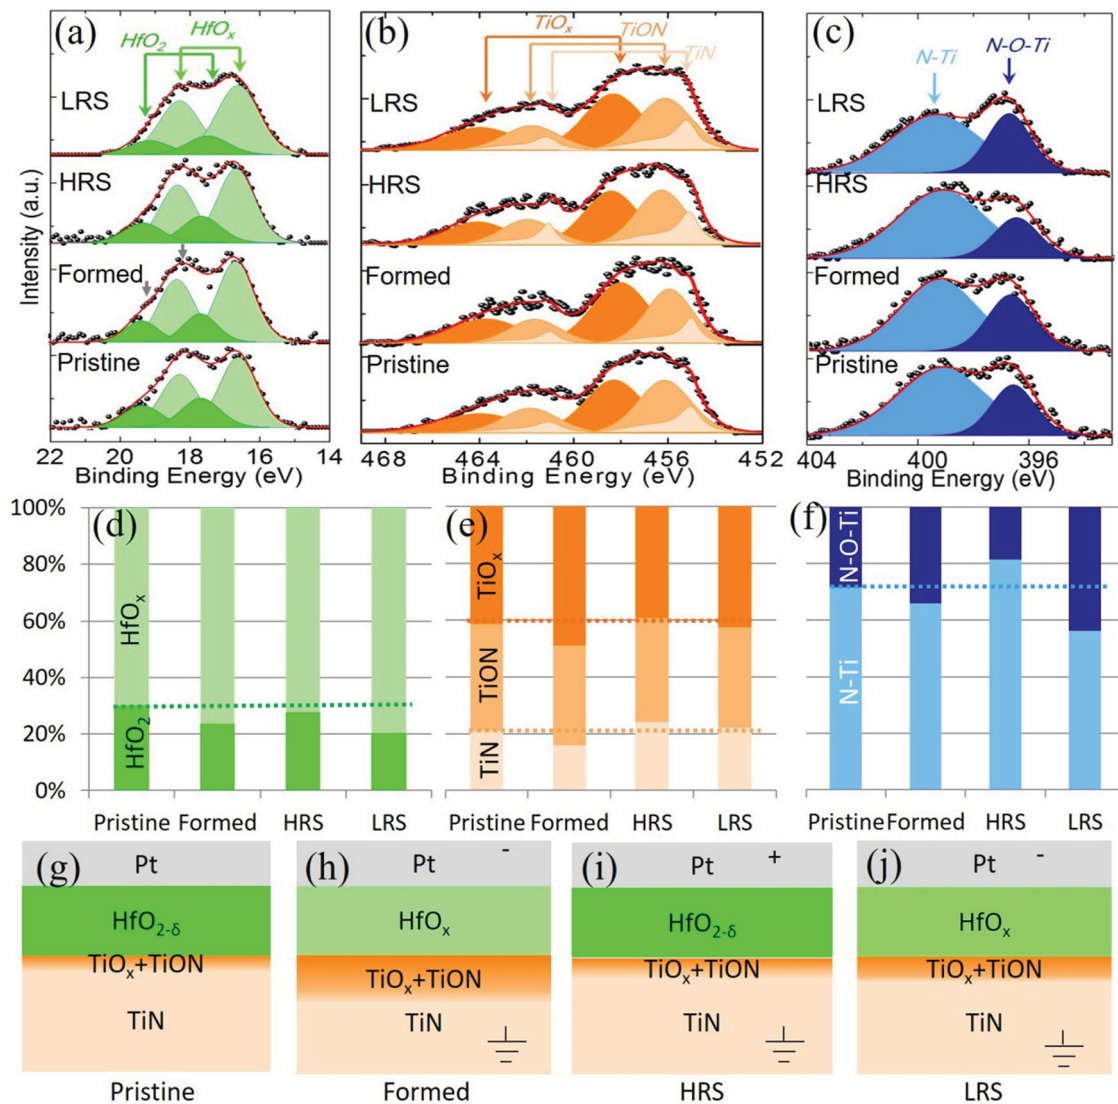 (a)
HfO₂
HfOₓ
LRS
HRS
Formed
Pristine
Intensity (a.u.)
22 20 18 16 14
Binding Energy (eV)
(b)
TiOₓ
TiON
TiN
LRS
HRS
Formed
Pristine
468 464 460 456 452
Binding Energy (eV)
(c)
N-Ti
N-O-Ti
LRS
HRS
Formed
Pristine
404 400 396
Binding Energy (eV)
100%
80%
60%
40%
20%
0%
(d)
HfOₓ
HfO₂
Pristine Formed HRS LRS
(e)
TiOₓ
TiON
TiN
Pristine Formed HRS LRS
(f)
N-O-Ti
N-Ti
Pristine Formed HRS LRS
(g) Pt
HfO₂₋δ
TiOₓ+TiON
TiN
Pristine
(h) Pt -
HfOₓ
TiOₓ+TiON
TiN
Formed
(i) Pt +
HfO₂₋δ
TiOₓ+TiON
TiN
HRS
(j) Pt -
HfOₓ
TiOₓ+TiON
TiN
LRS